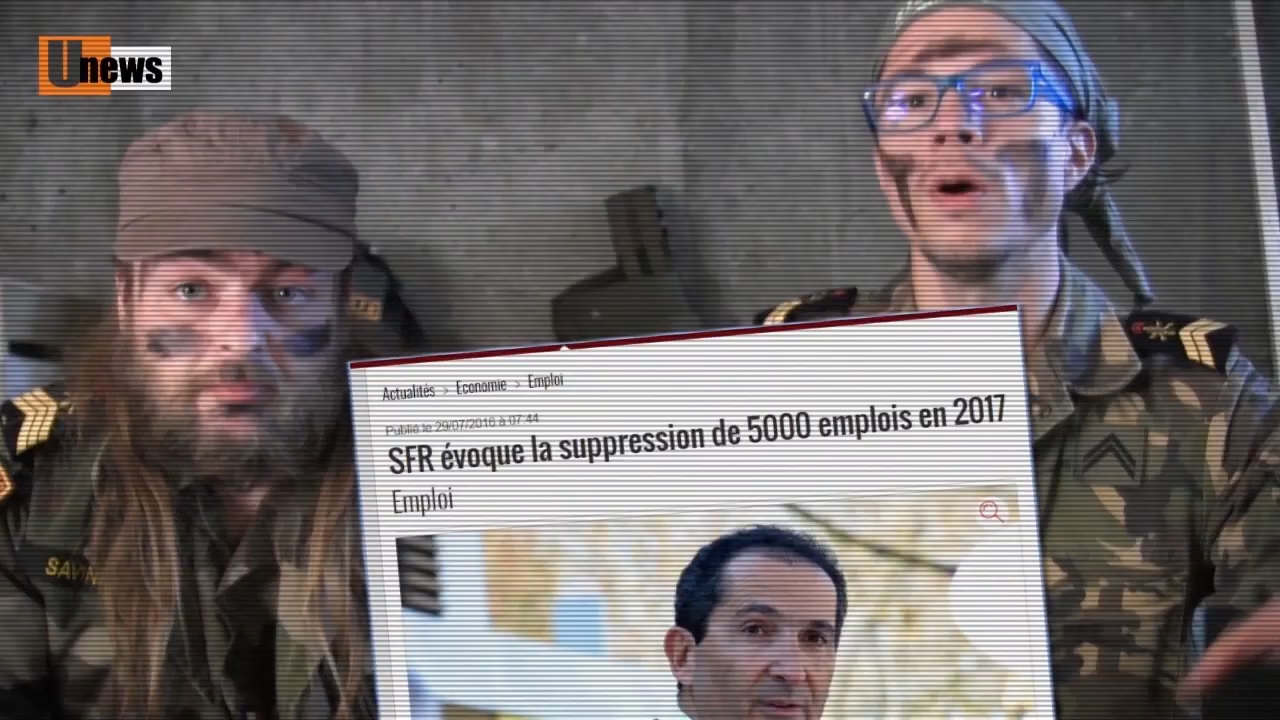 Unews
Actualités > Economie > Emploi
Publié le 29/07/2016 à 07:44
SFR évoque la suppression de 5000 emplois en 2017
Emploi